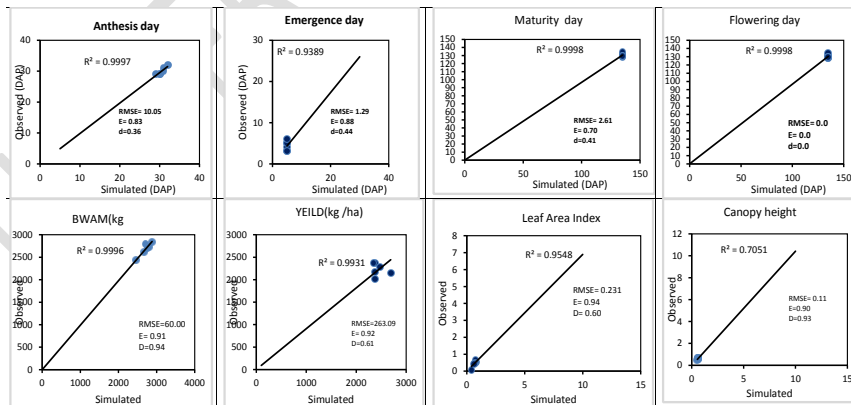 Anthesis day
Observed (DAP)
40
30
20
10
0
R² = 0.9997
RMSE= 10.05
E= 0.83
d=0.36
0 20 40
Simulated (DAP)
Emergence day
Observed (DAP)
30
20
10
0
R² = 0.9389
RMSE= 1.29
E= 0.88
d=0.44
0 10 20 30 40
Simulated (DAP)
Maturity day
Observed (DAP)
150
140
130
120
110
100
90
80
70
60
50
40
30
20
10
0
R² = 0.9998
RMSE= 2.61
E= 0.70
d=0.41
0 50 100 150
Simulated (DAP)
Flowering day
Observed (DAP)
150
140
130
120
110
100
90
80
70
60
50
40
30
20
10
0
R² = 0.9998
RMSE= 0.0
E= 0.0
d=0.0
0 50 100 150
Simulated (DAP)
BWAM(kg
Observed
3000
2500
2000
1500
1000
500
0
R² = 0.9996
RMSE=60.00
E= 0.91
D=0.94
0 1000 2000 3000 4000
Simulated
YEILD(kg /ha)
Observed
3000
2500
2000
1500
1000
500
0
R² = 0.9931
RMSE=263.09
E= 0.92
D=0.61
0 1000 2000 3000
Simulated
Leaf Area Index
Observed
8
7
6
5
4
3
2
1
0
R² = 0.9548
RMSE= 0.231
E= 0.94
D= 0.60
0 5 10 15
Simulated
Canopy height
Observed
12
10
8
6
4
2
0
R² = 0.7051
RMSE= 0.11
E=0.90
D=0.93
0 5 10 15
Simulated